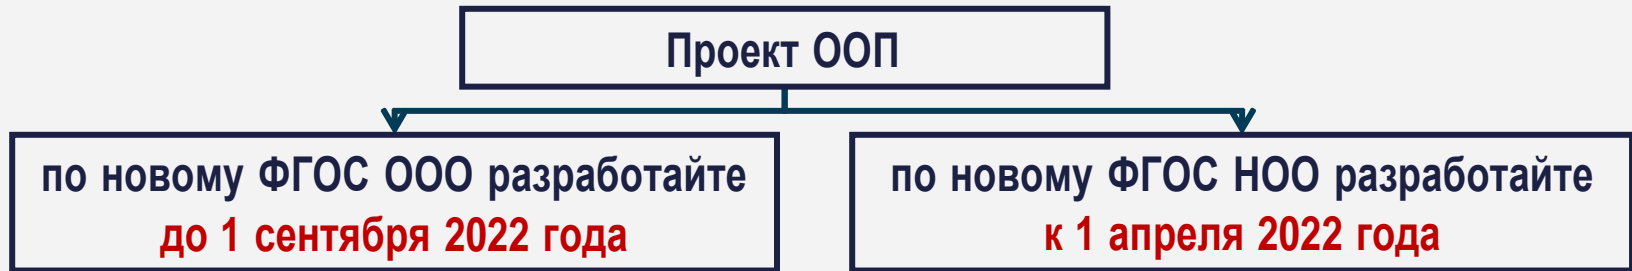 Проект ООП
по новому ФГОС ООО разработайте
до 1 сентября 2022 года
по новому ФГОС НОО разработайте
к 1 апреля 2022 года